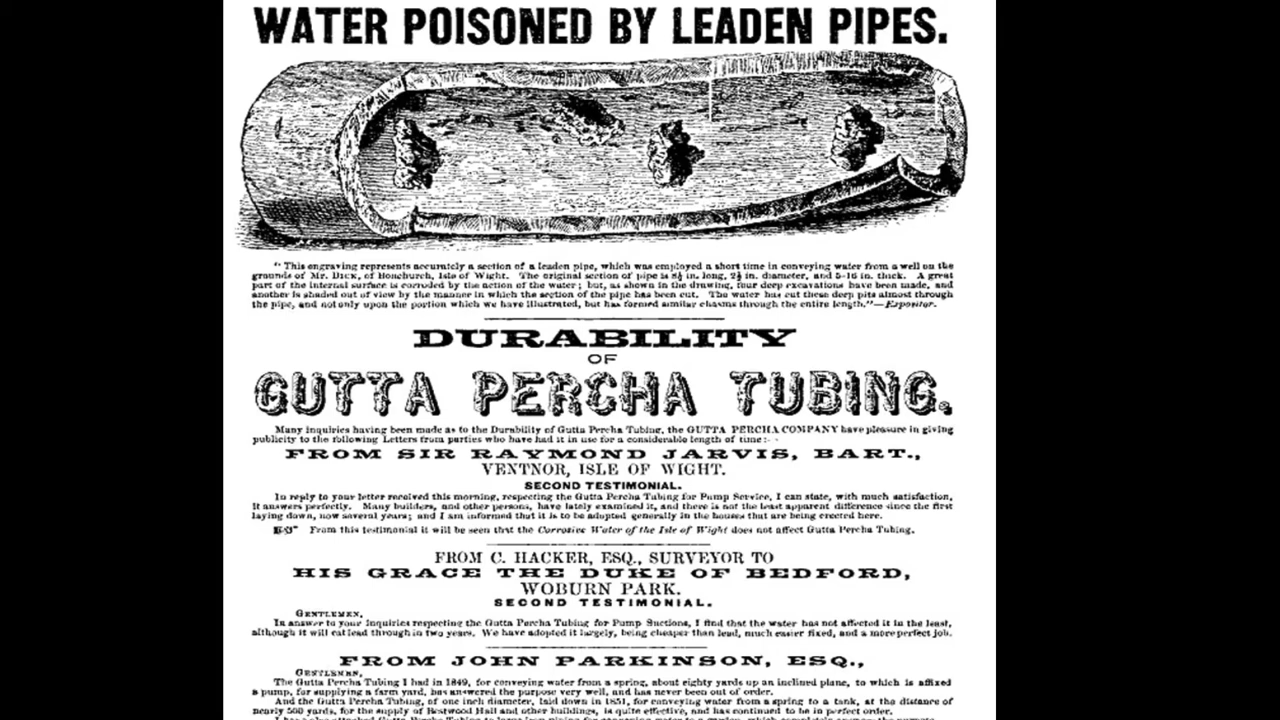 WATER POISONED BY LEADEN PIPES.
"This engraving represents accurately a section of a leaden pipe, which was employed a short time in conveying water from a well on the
grounds of Mr. DICK, of Bonchurch, Isle of Wight. The original section of pipe is 8½ in. long, 2½ in. diameter, and 5-16 in. thick. A great
part of the internal surface is corroded by the action of the water; but, as shown in the drawing, four deep excavations have been made, and
another is shaded out of view by the manner in which the section of the pipe has been cut. The water has cut these deep pits almost through
the pipe, and not only upon the portion which we have illustrated, but has formed similar chasms through the entire length."—Expositor.
DURABILITY
OF
GUTTA PERCHA TUBING.
Many inquiries having been made as to the Durability of Gutta Percha Tubing, the GUTTA PERCHA COMPANY have pleasure in giving
publicity to the following Letters from parties who have had it in use for a considerable length of time:—
FROM SIR RAYMOND JARVIS, BART.,
VENTNOR, ISLE OF WIGHT.
SECOND TESTIMONIAL.
In reply to your letter received this morning, respecting the Gutta Percha Tubing for Pump Service, I can state, with much satisfaction,
it answers perfectly. Many builders, and other persons, have lately examined it, and there is not the least apparent difference since the first
laying down, now several years; and I am informed that it is to be adopted generally in the houses that are being erected here.
☞ From this testimonial it will be seen that the Corrosive Water of the Isle of Wight does not affect Gutta Percha Tubing.
FROM C. HACKER, ESQ., SURVEYOR TO
HIS GRACE THE DUKE OF BEDFORD,
WOBURN PARK.
SECOND TESTIMONIAL.
GENTLEMEN,
In answer to your inquiries respecting the Gutta Percha Tubing for Pump Suctions, I find that the water has not affected it in the least,
although it will eat lead through in two years. We have adopted it largely, being cheaper than lead, much easier fixed, and a more perfect job.
FROM JOHN PARKINSON, ESQ.,
GENTLEMEN,
The Gutta Percha Tubing I had in 1849, for conveying water from a spring, about eighty yards up an inclined plane, to which is affixed
a pump, for supplying a farm yard, has answered the purpose very well, and has never been out of order.
And the Gutta Percha Tubing, of one inch diameter, laid down in 1851, for conveying water from a spring to a tank, at the distance of
nearly 500 yards, for the supply of Bestwood Hall and other buildings, is quite effective, and has continued to be in perfect order.